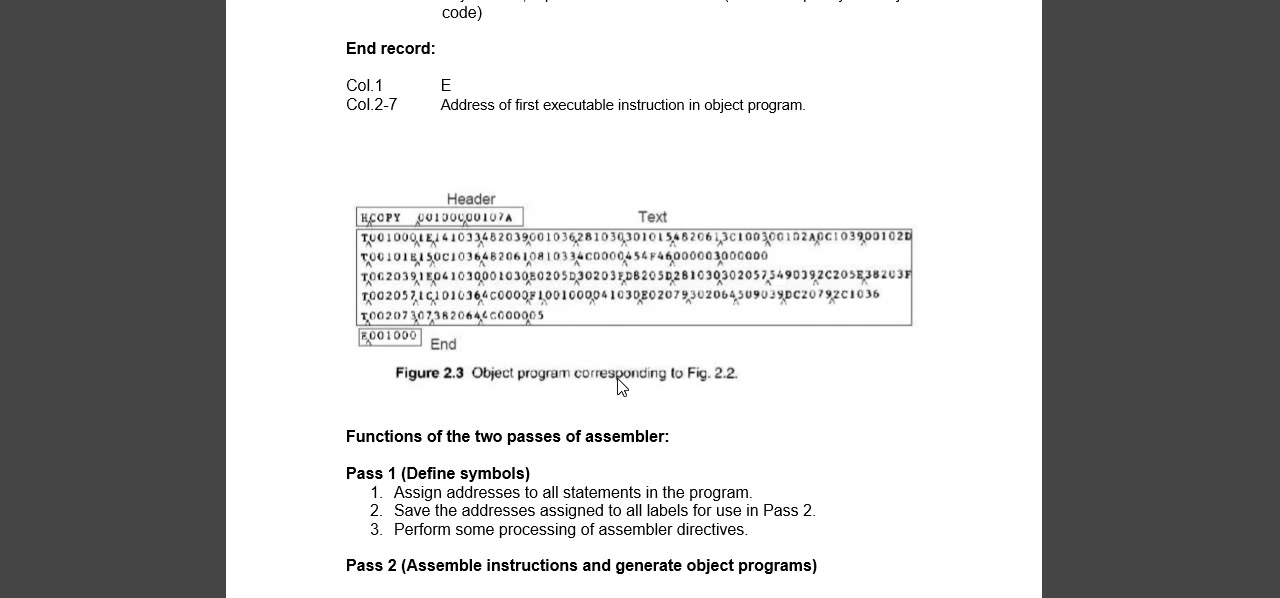 code)
End record:
Col.1 E
Col.2-7 Address of first executable instruction in object program.
Header
HCOPY 00100000107A
Text
T0010001E1410334820390010362810303010154820613C100300102A0C103900102D
T00101E150C10364820610810334C0000454F46000003000000
T0020391E041030001030E0205D30203FD8205D2810303020575490392C205E38203F
T0020571C1010364C0000F1001000041030E02079302064509039DC20792C1036
T002073073820644C000005
E001000
End
Figure 2.3 Object program corresponding to Fig. 2.2.
Functions of the two passes of assembler:
Pass 1 (Define symbols)
1. Assign addresses to all statements in the program.
2. Save the addresses assigned to all labels for use in Pass 2.
3. Perform some processing of assembler directives.
Pass 2 (Assemble instructions and generate object programs)